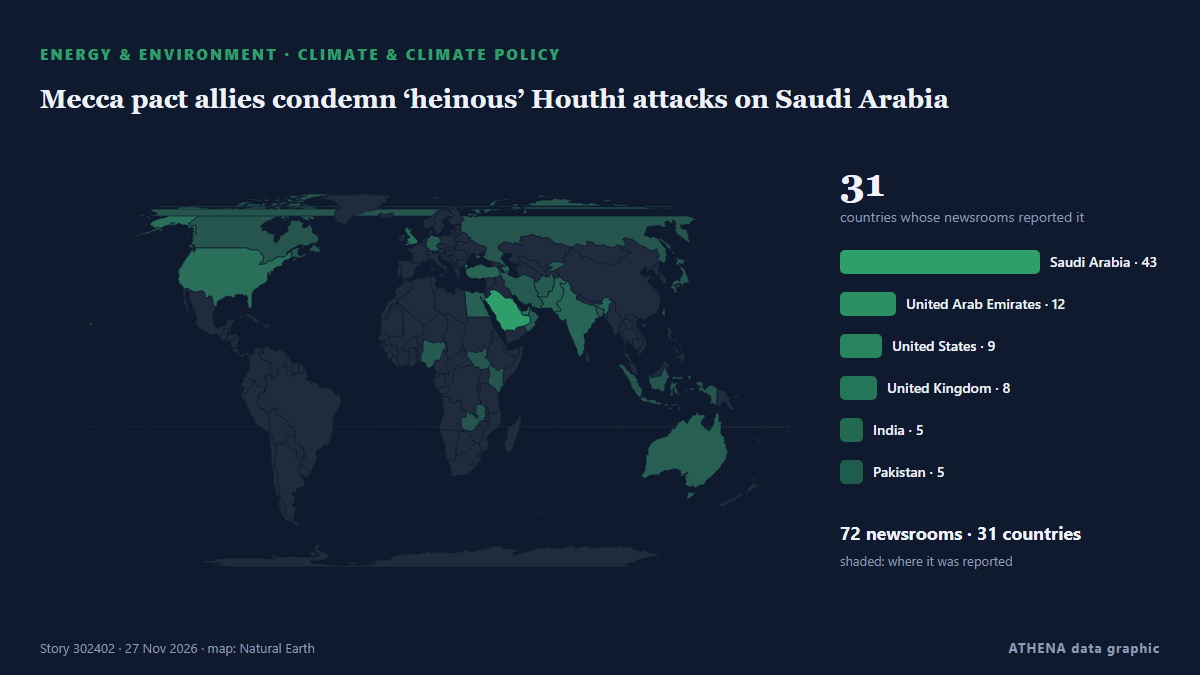 ENERGY & ENVIRONMENT · CLIMATE & CLIMATE POLICY
Mecca pact allies condemn ‘heinous’ Houthi attacks on Saudi Arabia
31
countries whose newsrooms reported it
Saudi Arabia · 43
United Arab Emirates · 12
United States · 9
United Kingdom · 8
India · 5
Pakistan · 5
72 newsrooms · 31 countries
shaded: where it was reported
Story 302402 · 27 Nov 2026 · map: Natural Earth
ATHENA data graphic